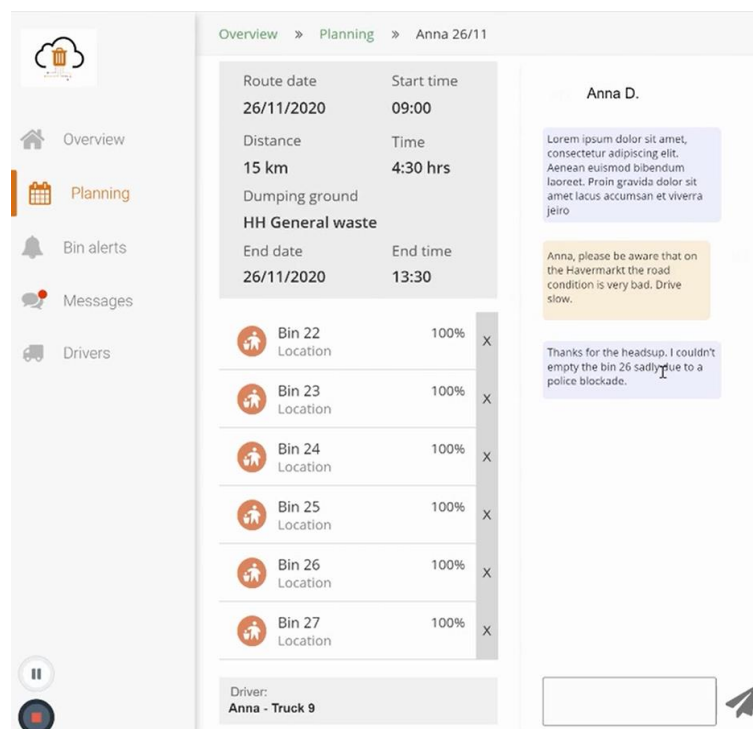 Overview » Planning » Anna 26/11
Overview
Planning
Bin alerts
Messages
Drivers
Route date Start time
26/11/2020 09:00
Distance Time
15 km 4:30 hrs
Dumping ground
HH General waste
End date End time
26/11/2020 13:30
Bin 22 100%
Location X
Bin 23 100%
Location X
Bin 24 100%
Location X
Bin 25 100%
Location X
Bin 26 100%
Location X
Bin 27 100%
Location X
Driver:
Anna - Truck 9
Anna D.
Lorem ipsum dolor sit amet,
consectetur adipiscing elit.
Aenean euismod bibendum
laoreet. Proin gravida dolor sit
amet lacus accumsan et viverra
jeiro
Anna, please be aware that on
the Havermarkt the road
condition is very bad. Drive
slow.
Thanks for the headsup. I couldn't
empty the bin 26 sadly due to a
police blockade.